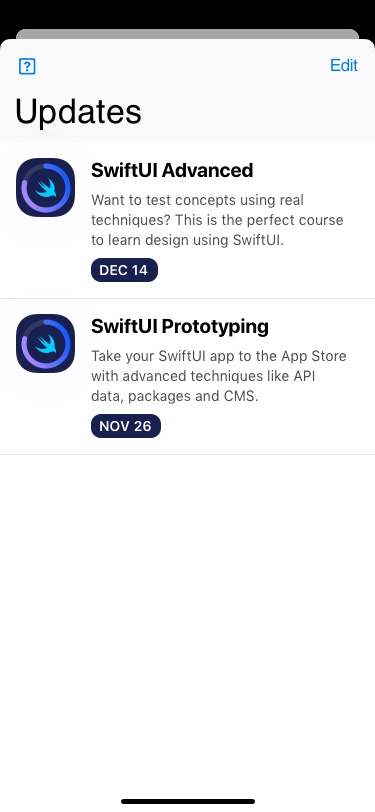 Edit
Updates
SwiftUI Advanced
Want to test concepts using real
techniques? This is the perfect course
to learn design using SwiftUI.
DEC 14
SwiftUI Prototyping
Take your SwiftUI app to the App Store
with advanced techniques like API
data, packages and CMS.
NOV 26